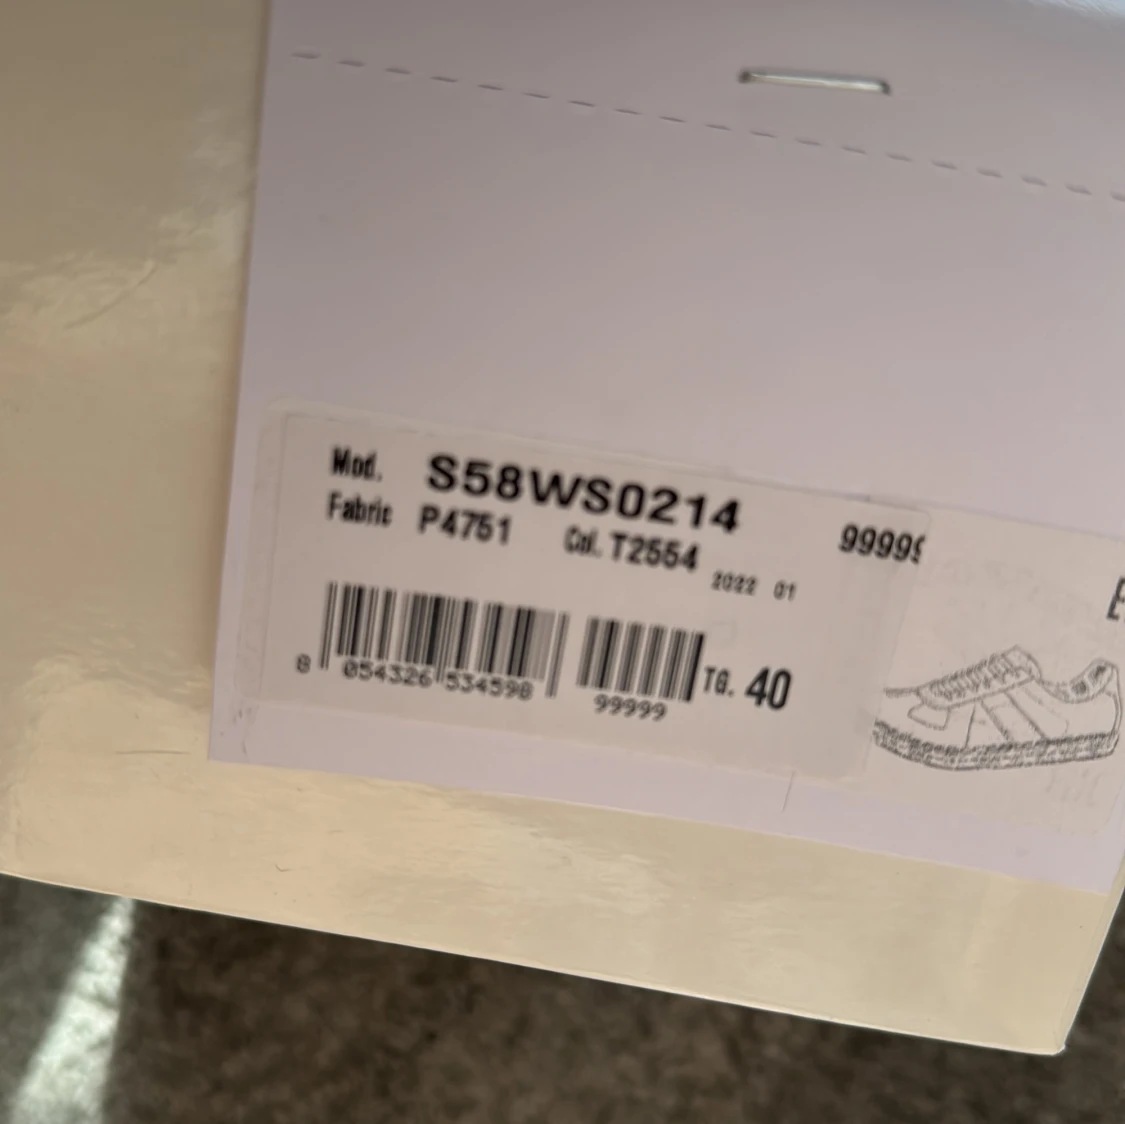 Mod. S58WS0214
Fabric P4751 Col. T2554 99999
2022 01
8 054326 534598 99999 TG. 40